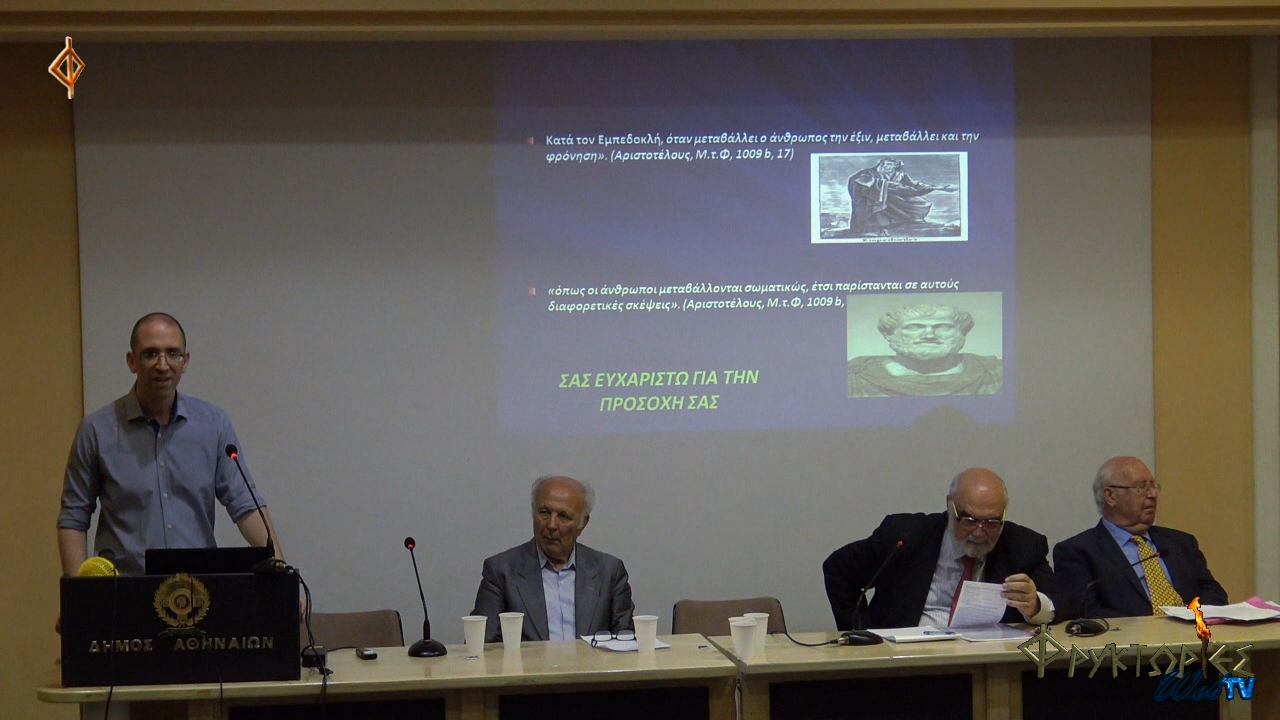 Κατά τον Εμπεδοκλή, όταν μεταβάλλει ο άνθρωπος την έξιν, μεταβάλλει και την
φρόνηση». (Αριστοτέλους, Μ.τ.Φ, 1009 b, 17)
«όπως οι άνθρωποι μεταβάλλονται σωματικώς, έτσι παρίστανται σε αυτούς
διαφορετικές σκέψεις». (Αριστοτέλους, Μ.τ.Φ, 1009 b,
ΣΑΣ ΕΥΧΑΡΙΣΤΩ ΓΙΑ ΤΗΝ
ΠΡΟΣΟΧΗ ΣΑΣ
ΔΗΜΟΣ ΑΘΗΝΑΙΩΝ
ΦΡΥΚΤΩΡΙΕΣ
Web TV